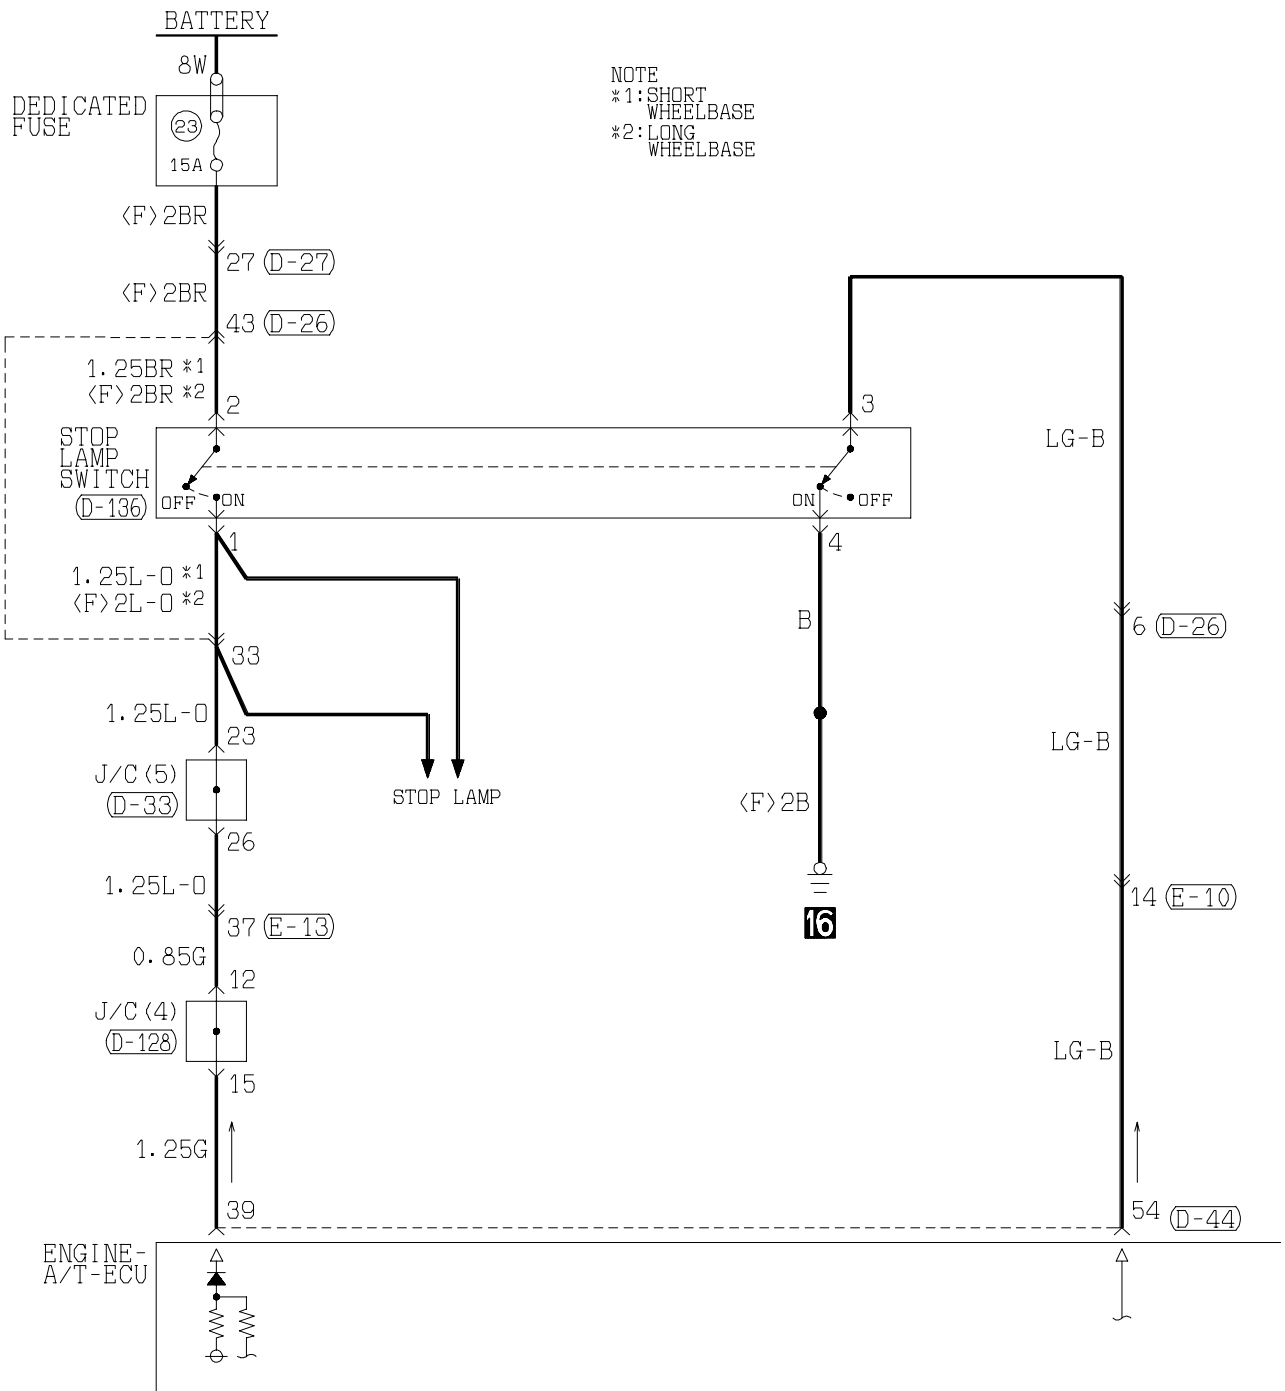 BATTERY
8W
DEDICATED
FUSE
23
15A
NOTE
*1:SHORT
WHEELBASE
*2:LONG
WHEELBASE
<F>2BR
27 (D-27)
<F>2BR
43 (D-26)
1.25BR *1
<F>2BR *2
2
3
STOP
LAMP
SWITCH
(D-136)
OFF
ON
ON
OFF
LG-B
1
4
1.25L-O *1
<F>2L-O *2
B
6 (D-26)
33
1.25L-O
23
LG-B
J/C(5)
(D-33)
STOP LAMP
<F>2B
26
1.25L-O
14 (E-10)
37 (E-13)
16
0.85G
12
J/C(4)
(D-128)
LG-B
15
1.25G
39
54 (D-44)
ENGINE-
A/T-ECU